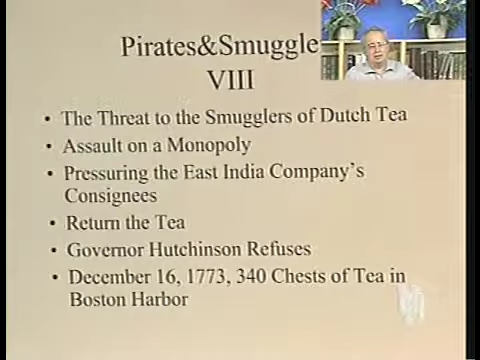 Pirates&Smuggle
VIII
• The Threat to the Smugglers of Dutch Tea
• Assault on a Monopoly
• Pressuring the East India Company's
Consignees
• Return the Tea
• Governor Hutchinson Refuses
• December 16, 1773, 340 Chests of Tea in
Boston Harbor